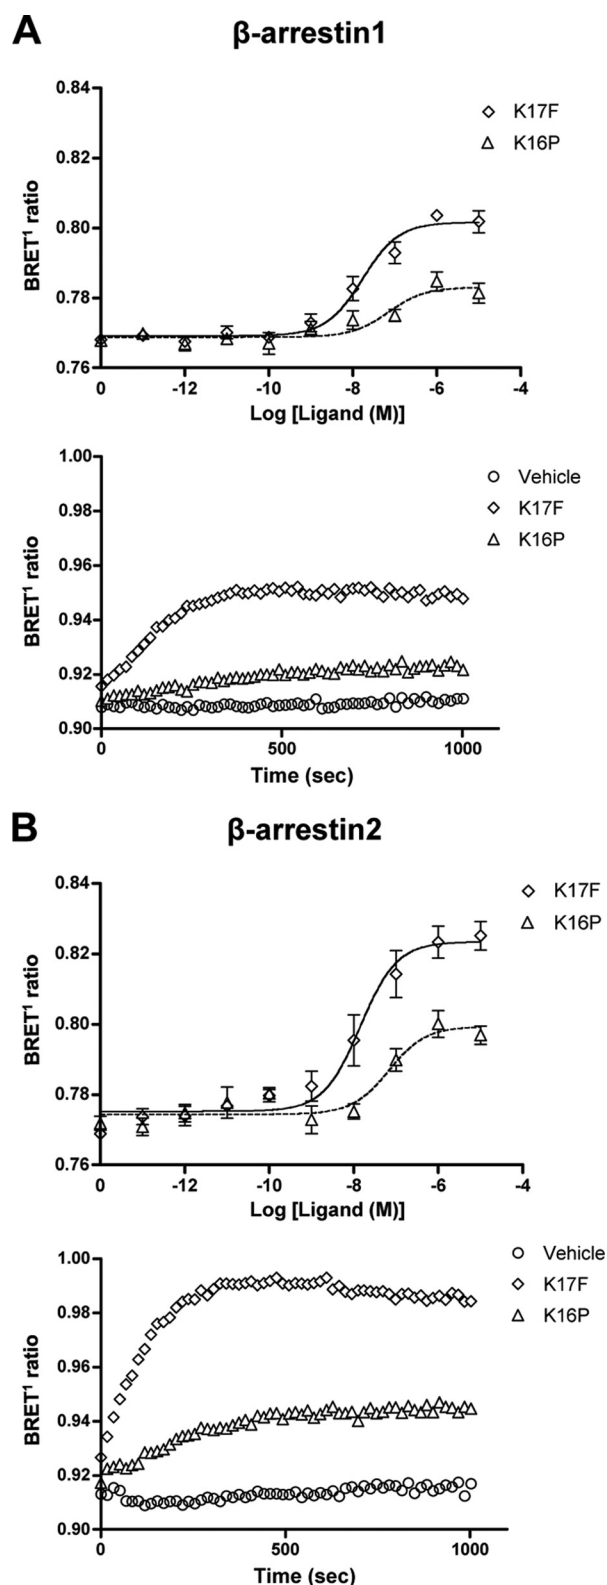 A
β-arrestin1
0.84
0.82
0.80
0.78
0.76
BRET¹ ratio
K17F
K16P
0
-12
-10
-8
-6
-4
Log [Ligand (M)]
1.00
0.98
0.96
0.94
0.92
0.90
BRET¹ ratio
Vehicle
K17F
K16P
0
500
1000
Time (sec)
B
β-arrestin2
0.84
0.82
0.80
0.78
0.76
BRET¹ ratio
K17F
K16P
0
-12
-10
-8
-6
-4
Log [Ligand (M)]
1.00
0.98
0.96
0.94
0.92
0.90
BRET¹ ratio
Vehicle
K17F
K16P
0
500
1000
Time (sec)